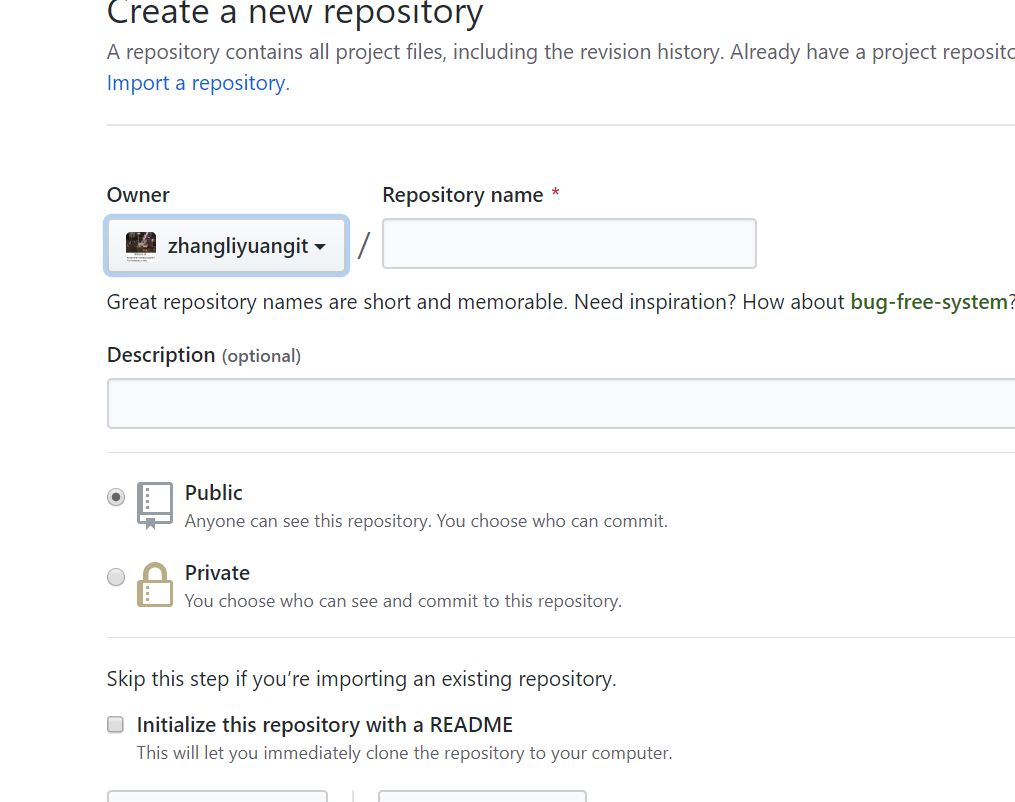 Create a new repository
A repository contains all project files, including the revision history. Already have a project
Import a repository.
Owner
Repository name *
zhangliyuangit
/
Great repository names are short and memorable. Need inspiration? How about bug-free-system?
Description (optional)
Public
Anyone can see this repository. You choose who can commit.
Private
You choose who can see and commit to this repository.
Skip this step if you’re importing an existing repository.
Initialize this repository with a README
This will let you immediately clone the repository to your computer.